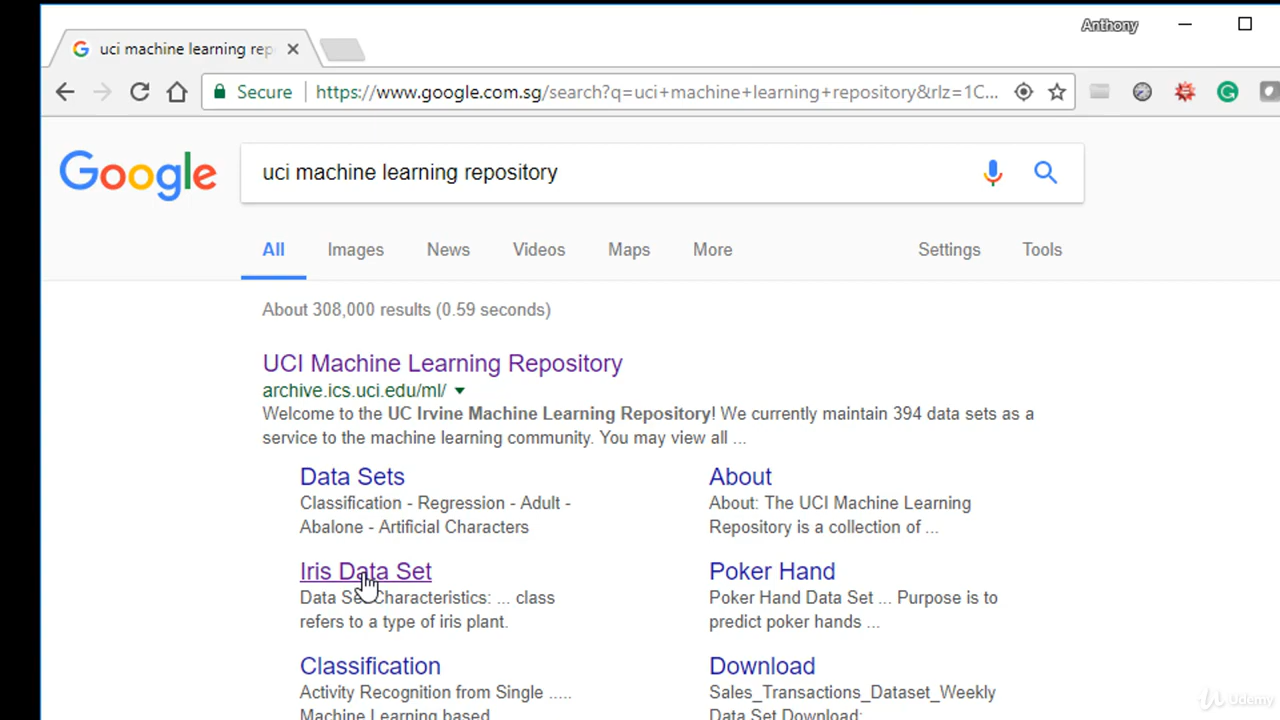 Anthony
uci machine learning rep
Secure https://www.google.com.sg/search?q=uci+machine+learning+repository&rlz=1C...
Google uci machine learning repository
All Images News Videos Maps More Settings Tools
About 308,000 results (0.59 seconds)
UCI Machine Learning Repository
archive.ics.uci.edu/ml/
Welcome to the UC Irvine Machine Learning Repository! We currently maintain 394 data sets as a
service to the machine learning community. You may view all ...
Data Sets
Classification - Regression - Adult -
Abalone - Artificial Characters
About
About: The UCI Machine Learning
Repository is a collection of ...
Iris Data Set
Data Set Characteristics: ... class
refers to a type of iris plant.
Poker Hand
Poker Hand Data Set ... Purpose is to
predict poker hands ...
Classification
Activity Recognition from Single .....
Machine Learning based
Download
Sales_Transactions_Dataset_Weekly
Data Set Download:
Udemy